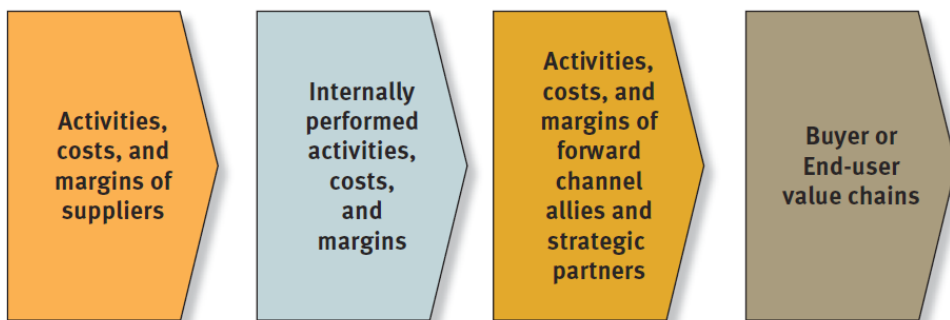 Activities,
costs, and
margins of
suppliers
Internally
performed
activities,
costs,
and
margins
Activities,
costs, and
margins of
forward
channel
allies and
strategic
partners
Buyer or
End-user
value chains